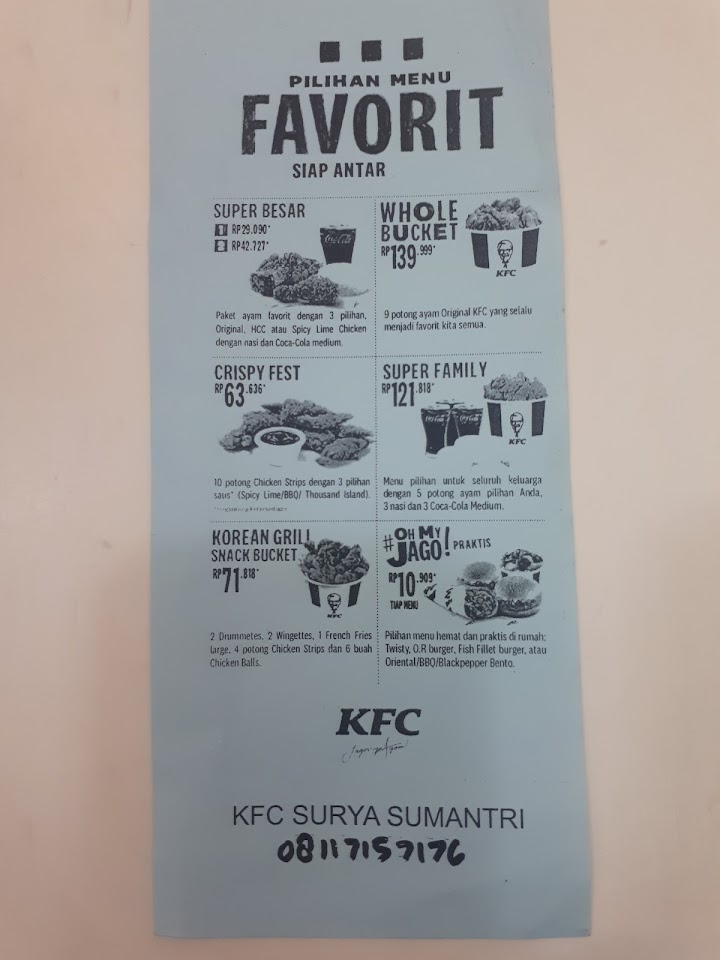 PILIHAN MENU
FAVORIT
SIAP ANTAR
SUPER BESAR
1 RP29.090*
2 RP42.727*
Coca-Cola
Paket ayam favorit dengan 3 pilihan,
Original, HCC atau Spicy Lime Chicken
dengan nasi dan Coca-Cola medium.
WHOLE
BUCKET
RP139.999*
KFC
9 potong ayam Original KFC yang selalu
menjadi favorit kita semua.
CRISPY FEST
RP63.636*
10 potong Chicken Strips dengan 3 pilihan
saus* (Spicy Lime/BBQ/ Thousand Island).
SUPER FAMILY
RP121.818*
KFC
Menu pilihan untuk seluruh keluarga
dengan 5 potong ayam pilihan Anda,
3 nasi dan 3 Coca-Cola Medium.
KOREAN GRILL
SNACK BUCKET
RP71.818*
KFC
2 Drummetes, 2 Wingettes, 1 French Fries
large, 4 potong Chicken Strips dan 6 buah
Chicken Balls.
#OH MY
JAGO! PRAKTIS
RP10.909*
TIAP MENU
Pilihan menu hemat dan praktis di rumah:
Twisty, O.R burger, Fish Fillet burger, atau
Oriental/BBQ/Blackpepper Bento.
KFC
KFC SURYA SUMANTRI
08117157176